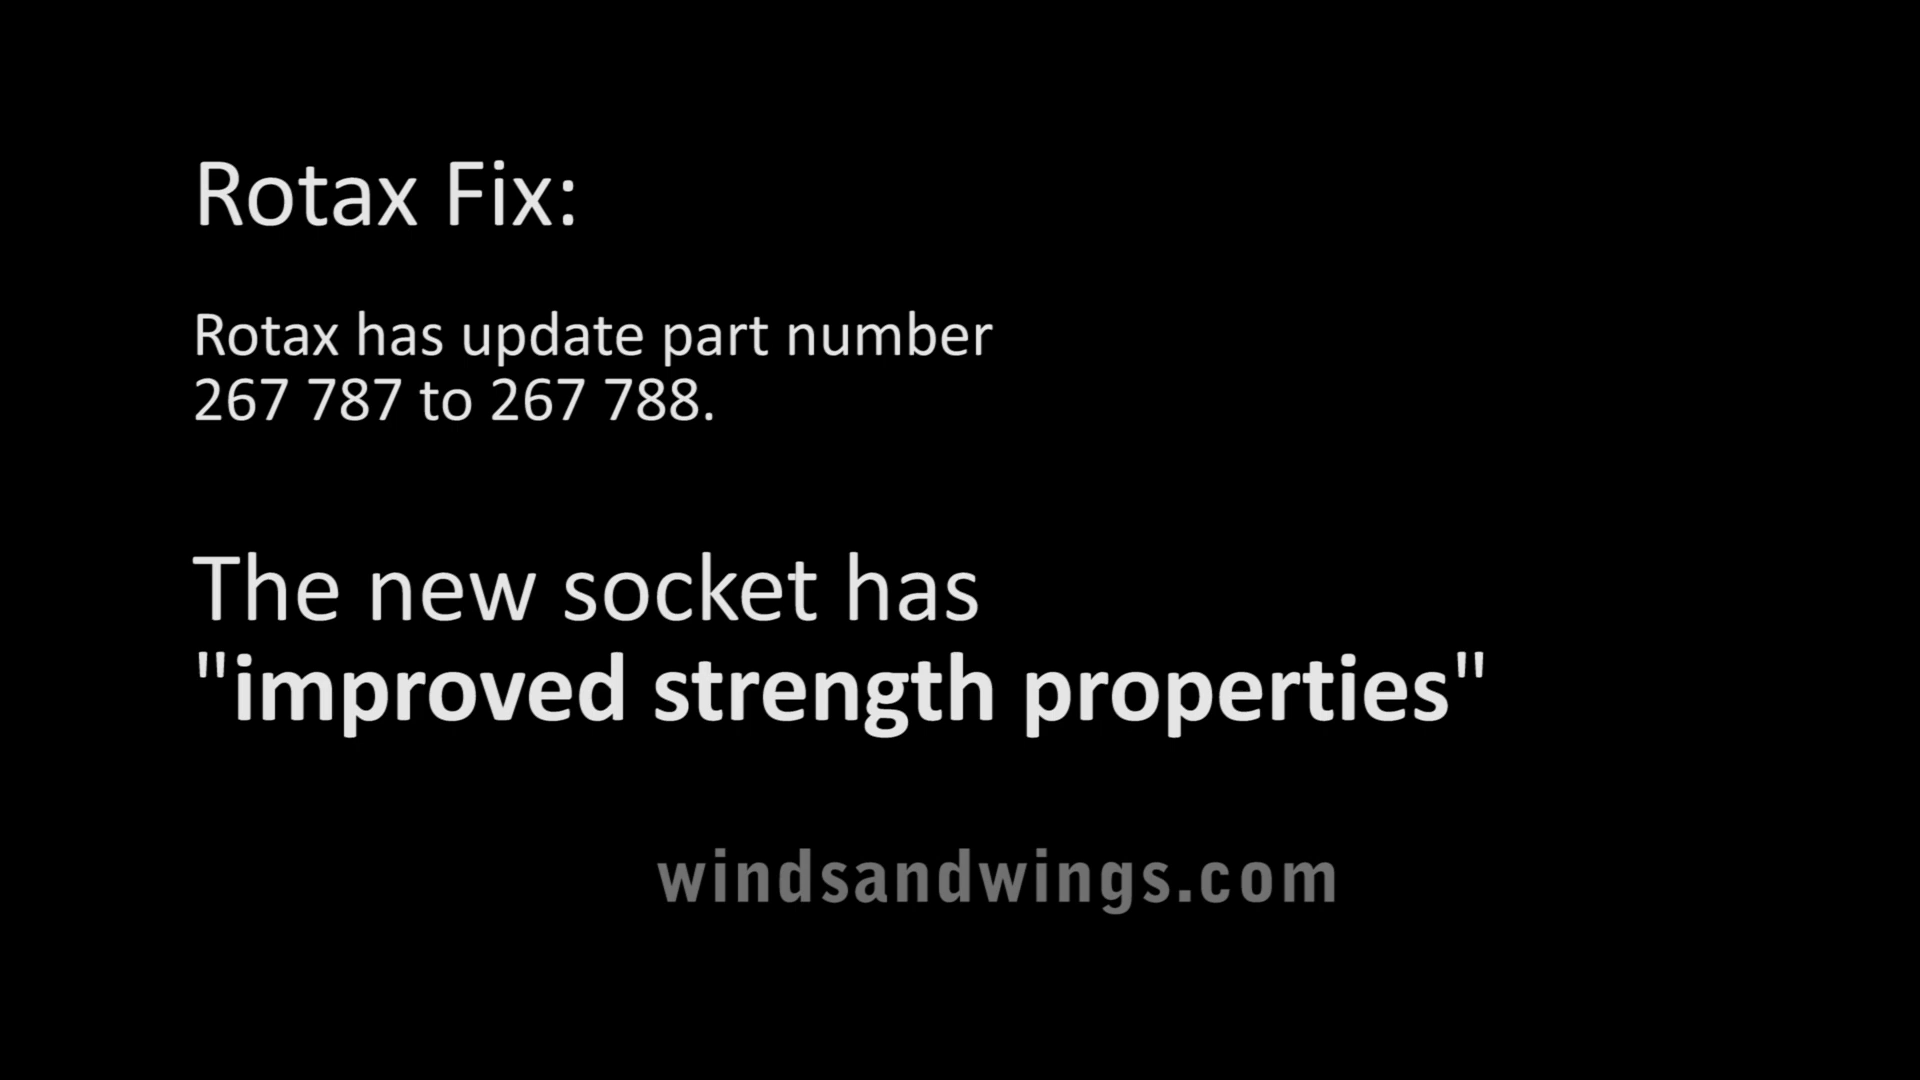 Rotax Fix:
Rotax has update part number
267 787 to 267 788.
The new socket has
"improved strength properties"
windsandwings.com